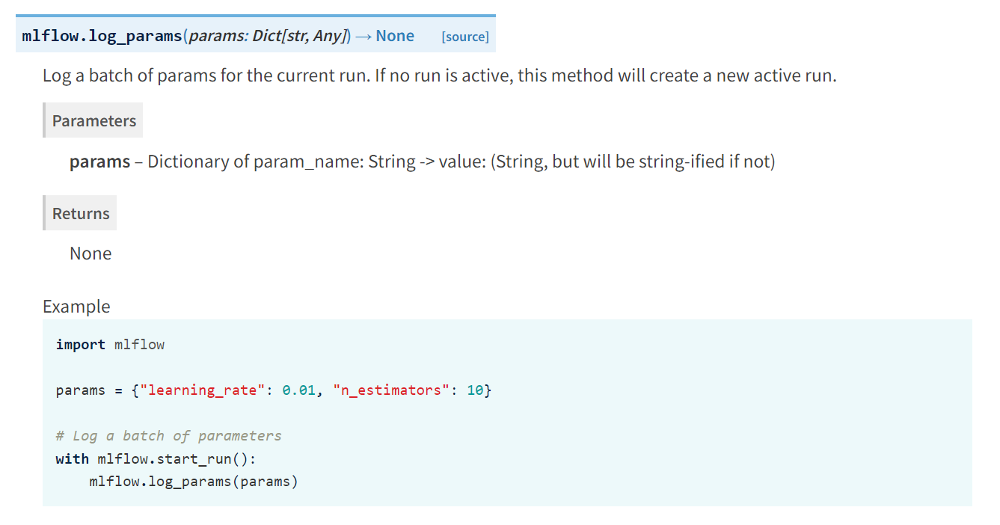 mlflow.log_params(params: Dict[str, Any]) → None [source]
Log a batch of params for the current run. If no run is active, this method will create a new active run.
Parameters
params – Dictionary of param_name: String -> value: (String, but will be string-ified if not)
Returns
None
Example
import mlflow
params = {"learning_rate": 0.01, "n_estimators": 10}
# Log a batch of parameters
with mlflow.start_run():
    mlflow.log_params(params)